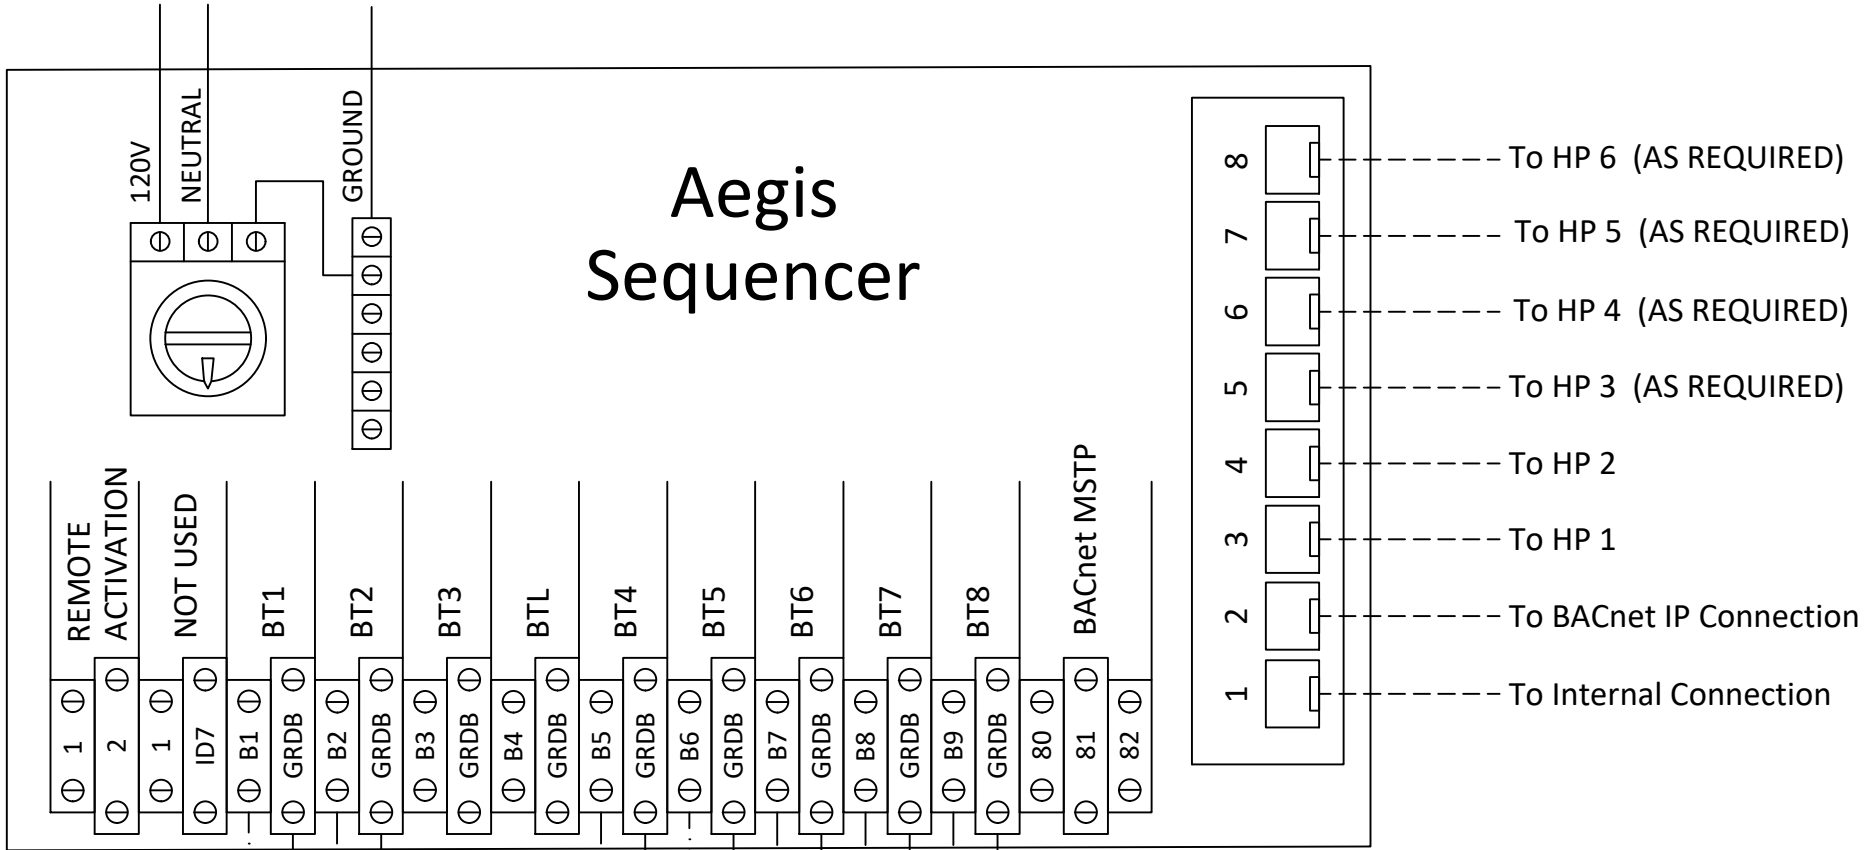 120V
NEUTRAL
GROUND
Aegis
Sequencer
8
To HP 6 (AS REQUIRED)
7
To HP 5 (AS REQUIRED)
6
To HP 4 (AS REQUIRED)
5
To HP 3 (AS REQUIRED)
4
To HP 2
3
To HP 1
2
To BACnet IP Connection
1
To Internal Connection
REMOTE
ACTIVATION
NOT USED
BT1
BT2
BT3
BTL
BT4
BT5
BT6
BT7
BT8
BACnet MSTP
1
2
1
ID7
B1
GRDB
B2
GRDB
B3
GRDB
B4
GRDB
B5
GRDB
B6
GRDB
B7
GRDB
B8
GRDB
B9
GRDB
80
81
82